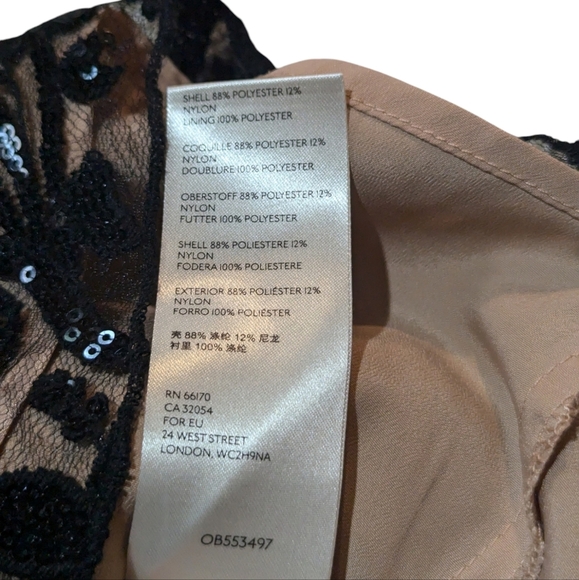 SHELL 88% POLYESTER 12%
NYLON
LINING 100% POLYESTER
COQUILLE 88% POLYESTER 12%
NYLON
DOUBLURE 100% POLYESTER
OBERSTOFF 88% POLYESTER 12%
NYLON
FUTTER 100% POLYESTER
SHELL 88% POLIESTERE 12%
NYLON
FODERA 100% POLIESTERE
EXTERIOR 88% POLIÉSTER 12%
NYLON
FORRO 100% POLIÉSTER
壳 88% 涤纶 12% 尼龙
衬里 100% 涤纶
RN 66170
CA 32054
FOR EU
24 WEST STREET
LONDON, WC2H9NA
OB553497